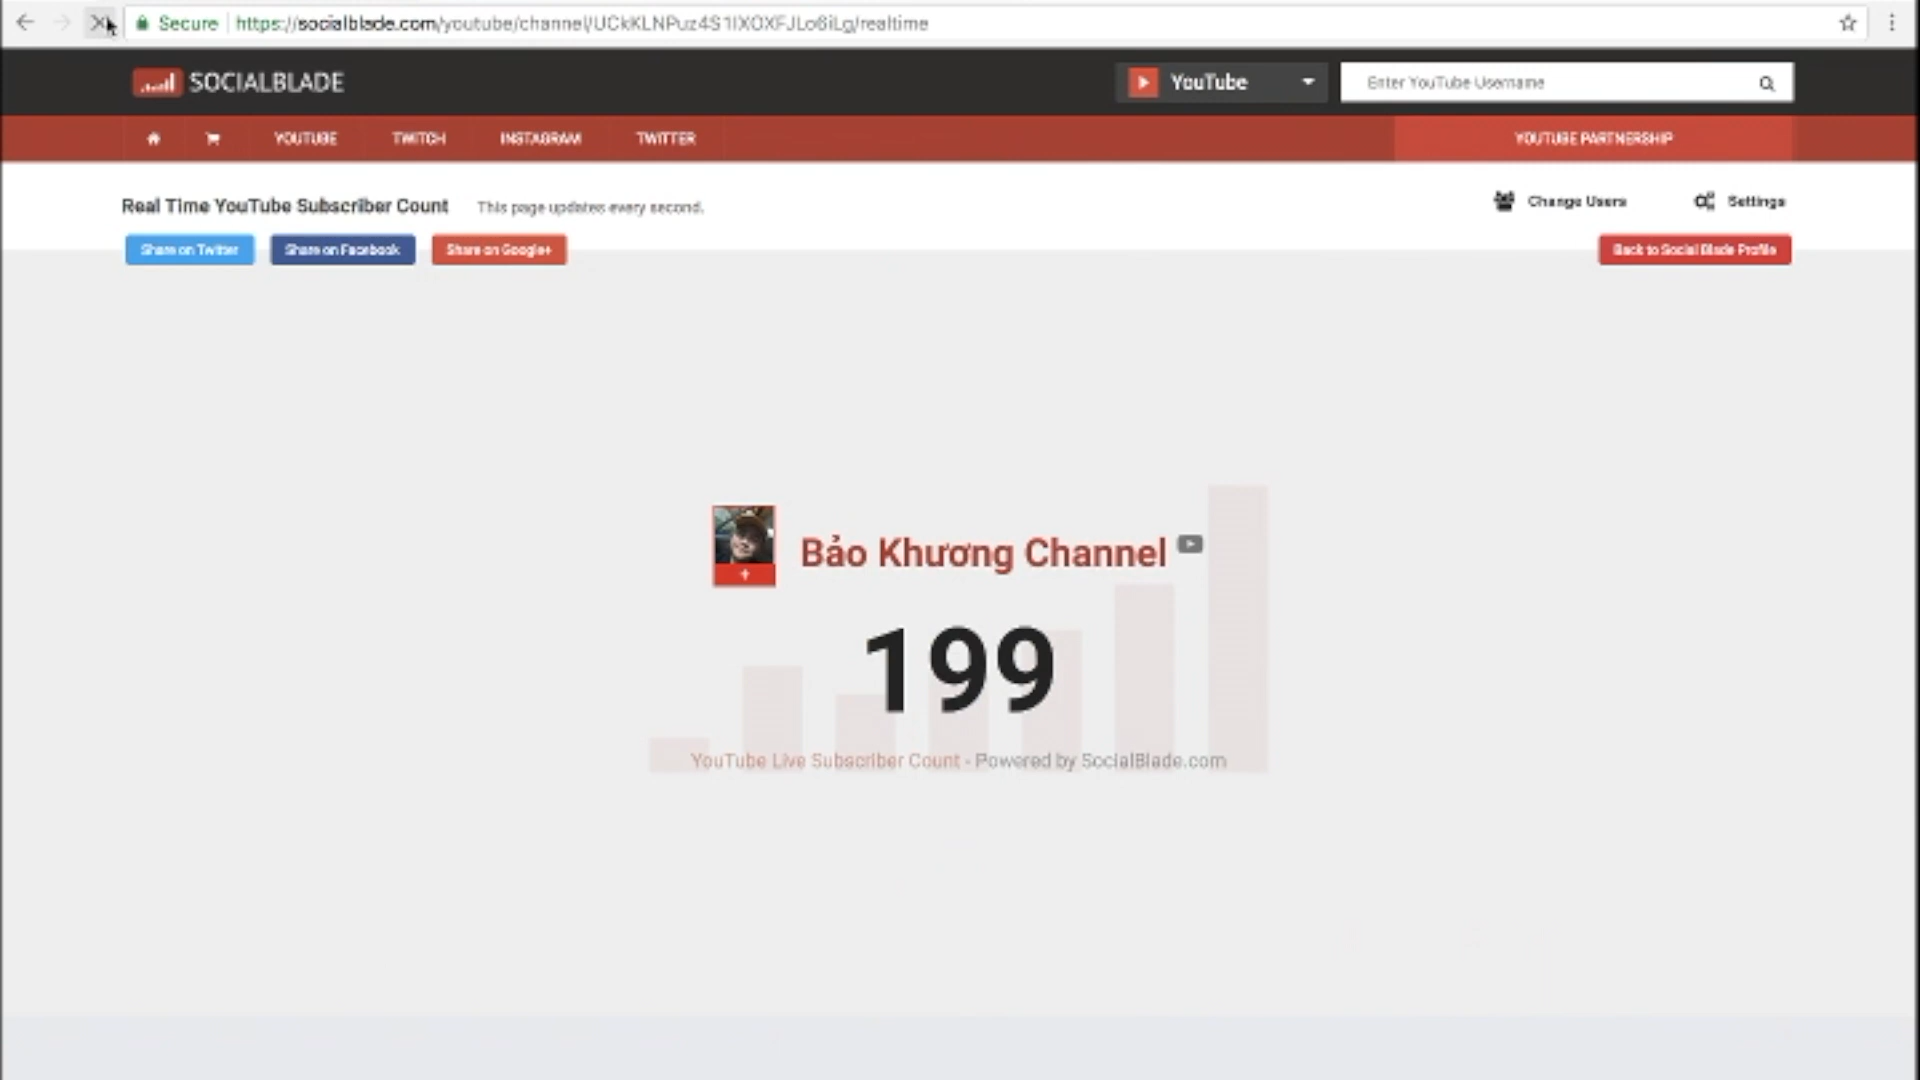 Secure https://socialblade.com/youtube/channel/UCkKLNPuz4S1IXOXFJLo6iLg/realtime
SOCIALBLADE
YouTube
Enter YouTube Username
YOUTUBE TWITCH INSTAGRAM TWITTER
YOUTUBE PARTNERSHIP
Real Time YouTube Subscriber Count This page updates every second.
Change Users Settings
Share on Twitter Share on Facebook Share on Google+
Back to Social Blade Profile
Bảo Khương Channel
199
YouTube Live Subscriber Count - Powered by SocialBlade.com